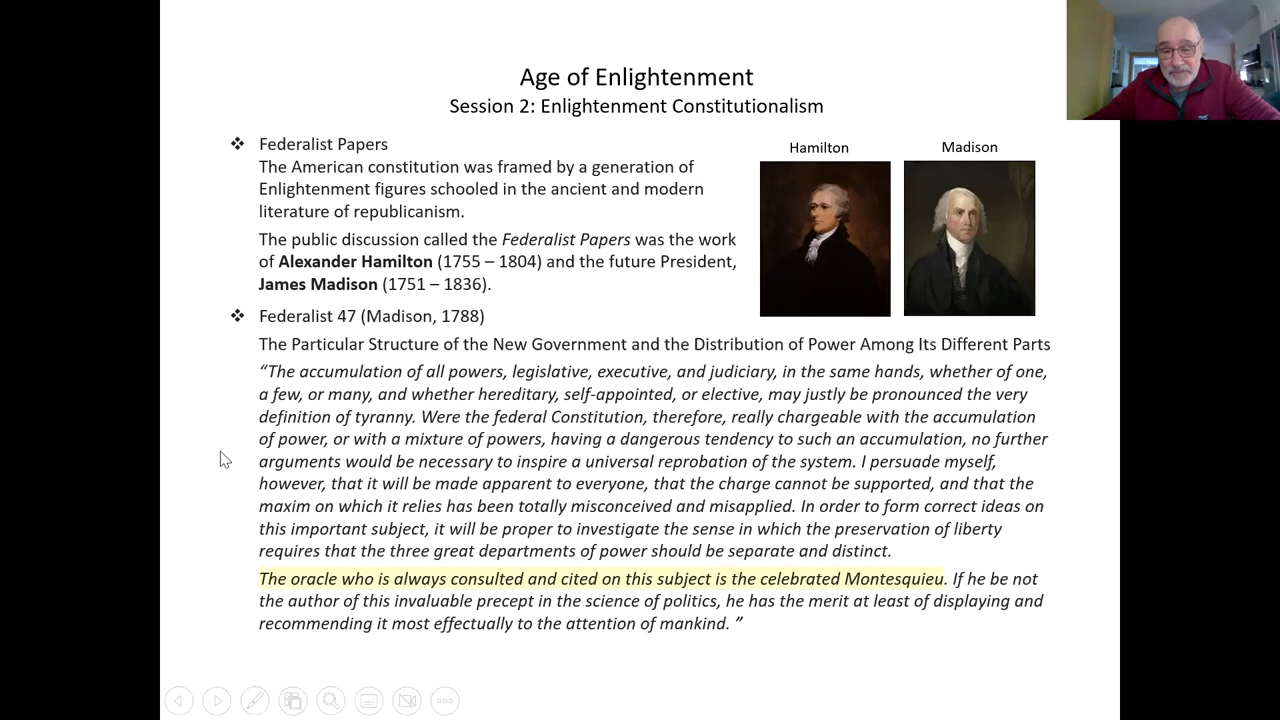 Age of Enlightenment
Session 2: Enlightenment Constitutionalism
❖ Federalist Papers
The American constitution was framed by a generation of
Enlightenment figures schooled in the ancient and modern
literature of republicanism.
The public discussion called the Federalist Papers was the work
of Alexander Hamilton (1755 – 1804) and the future President,
James Madison (1751 – 1836).
Hamilton
Madison
❖ Federalist 47 (Madison, 1788)
The Particular Structure of the New Government and the Distribution of Power Among Its Different Parts
“The accumulation of all powers, legislative, executive, and judiciary, in the same hands, whether of one,
a few, or many, and whether hereditary, self-appointed, or elective, may justly be pronounced the very
definition of tyranny. Were the federal Constitution, therefore, really chargeable with the accumulation
of power, or with a mixture of powers, having a dangerous tendency to such an accumulation, no further
arguments would be necessary to inspire a universal reprobation of the system. I persuade myself,
however, that it will be made apparent to everyone, that the charge cannot be supported, and that the
maxim on which it relies has been totally misconceived and misapplied. In order to form correct ideas on
this important subject, it will be proper to investigate the sense in which the preservation of liberty
requires that the three great departments of power should be separate and distinct.
The oracle who is always consulted and cited on this subject is the celebrated Montesquieu. If he be not
the author of this invaluable precept in the science of politics, he has the merit at least of displaying and
recommending it most effectually to the attention of mankind. ”